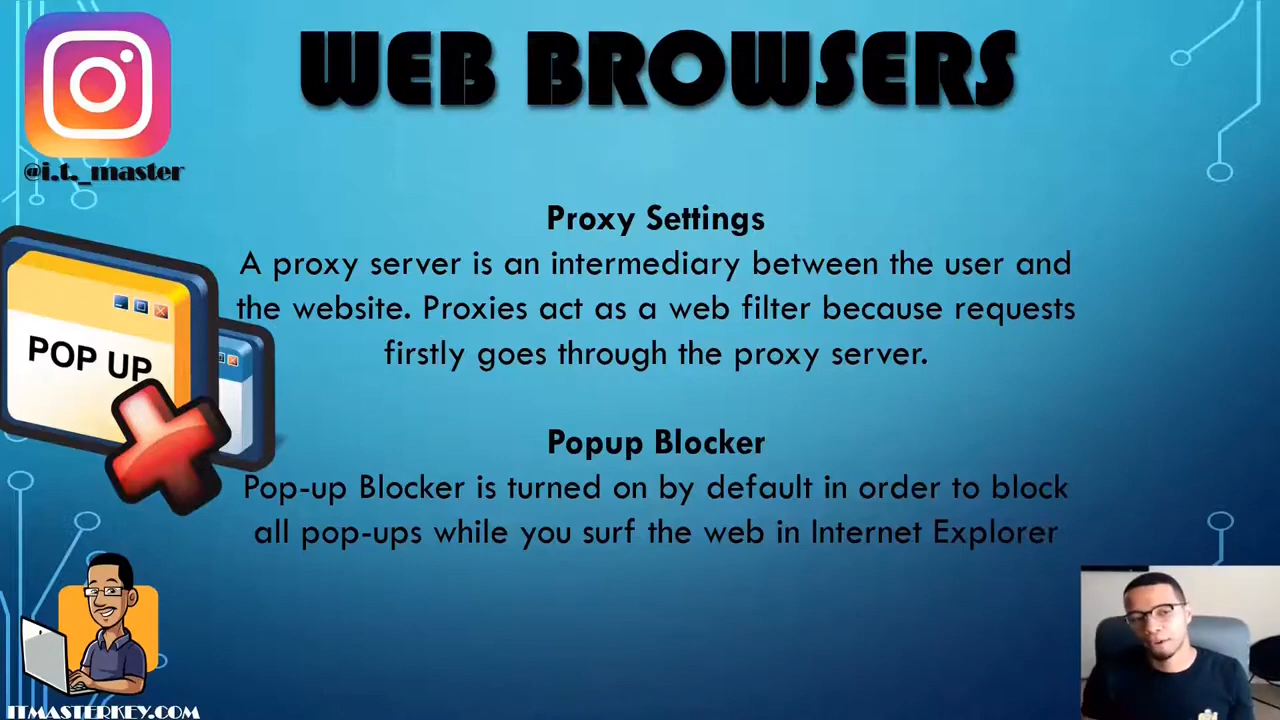 WEB BROWSERS
@i.t._master
Proxy Settings
A proxy server is an intermediary between the user and
the website. Proxies act as a web filter because requests
firstly goes through the proxy server.
POP UP
Popup Blocker
Pop-up Blocker is turned on by default in order to block
all pop-ups while you surf the web in Internet Explorer
ITMASTERKEY.COM